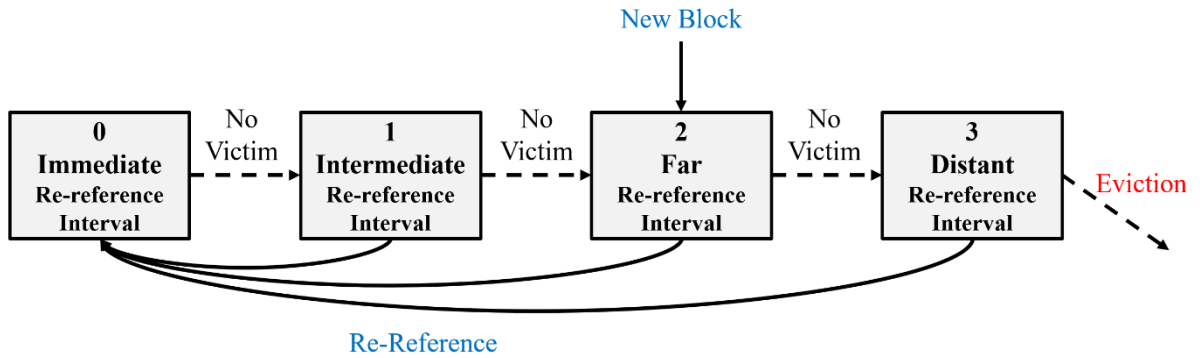 New Block
0
Immediate
Re-reference
Interval
No
Victim
1
Intermediate
Re-reference
Interval
No
Victim
2
Far
Re-reference
Interval
No
Victim
3
Distant
Re-reference
Interval
Eviction
Re-Reference